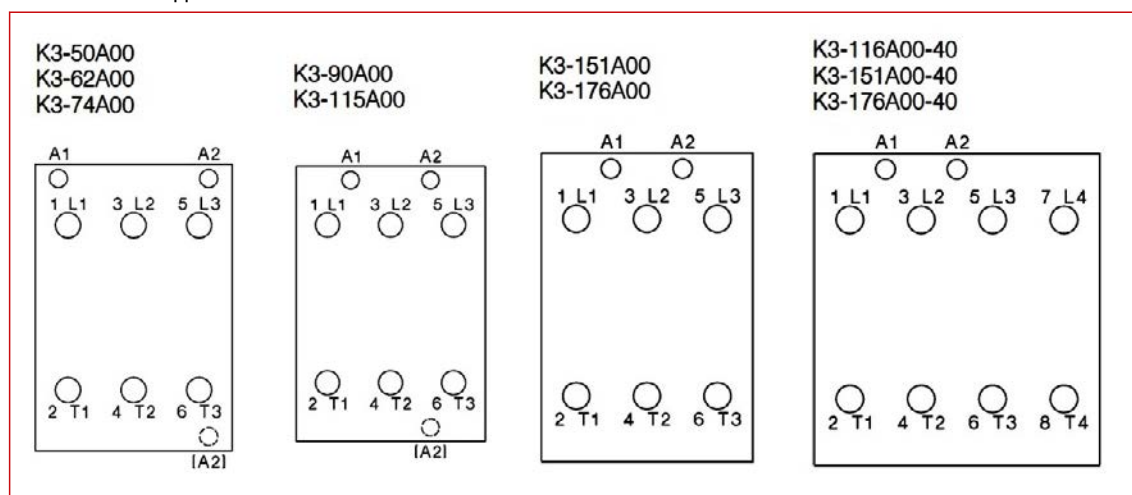 K3-50A00
K3-62A00
K3-74A00
A1 A2
1 L1 3 L2 5 L3
2 T1 4 T2 6 T3
[A2]
K3-90A00
K3-115A00
A1 A2
1 L1 3 L2 5 L3
2 T1 4 T2 6 T3
[A2]
K3-151A00
K3-176A00
A1 A2
1 L1 3 L2 5 L3
2 T1 4 T2 6 T3
K3-116A00-40
K3-151A00-40
K3-176A00-40
A1 A2
1 L1 3 L2 5 L3 7 L4
2 T1 4 T2 6 T3 8 T4